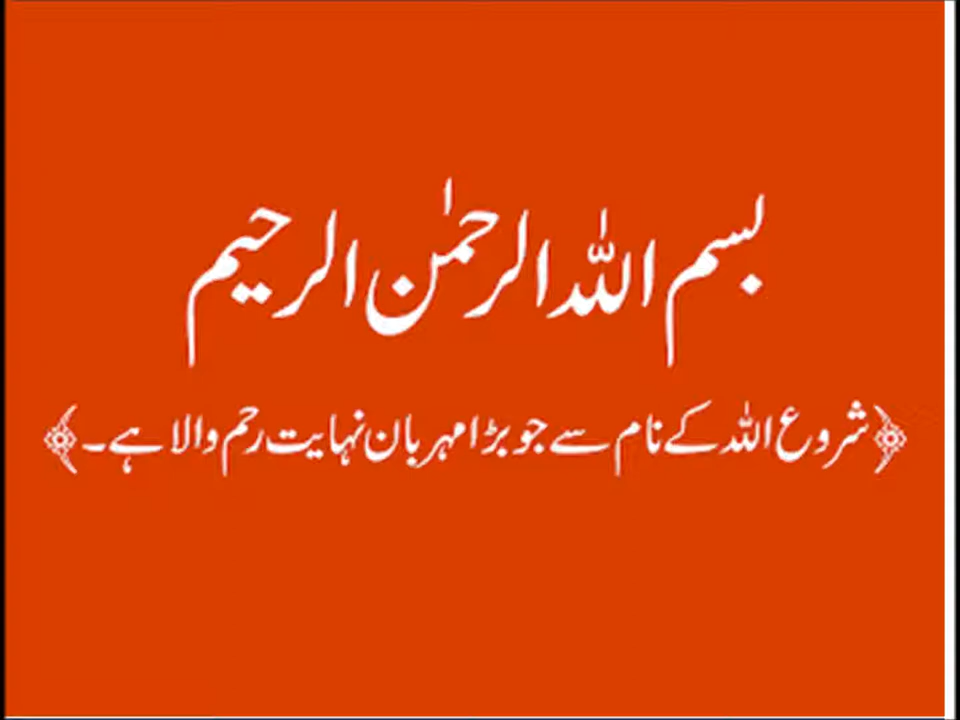 بسم اللہ الرحمٰن الرحیم
﴿شروع اللہ کے نام سے جو بڑا مہربان نہایت رحم والا ہے۔﴾